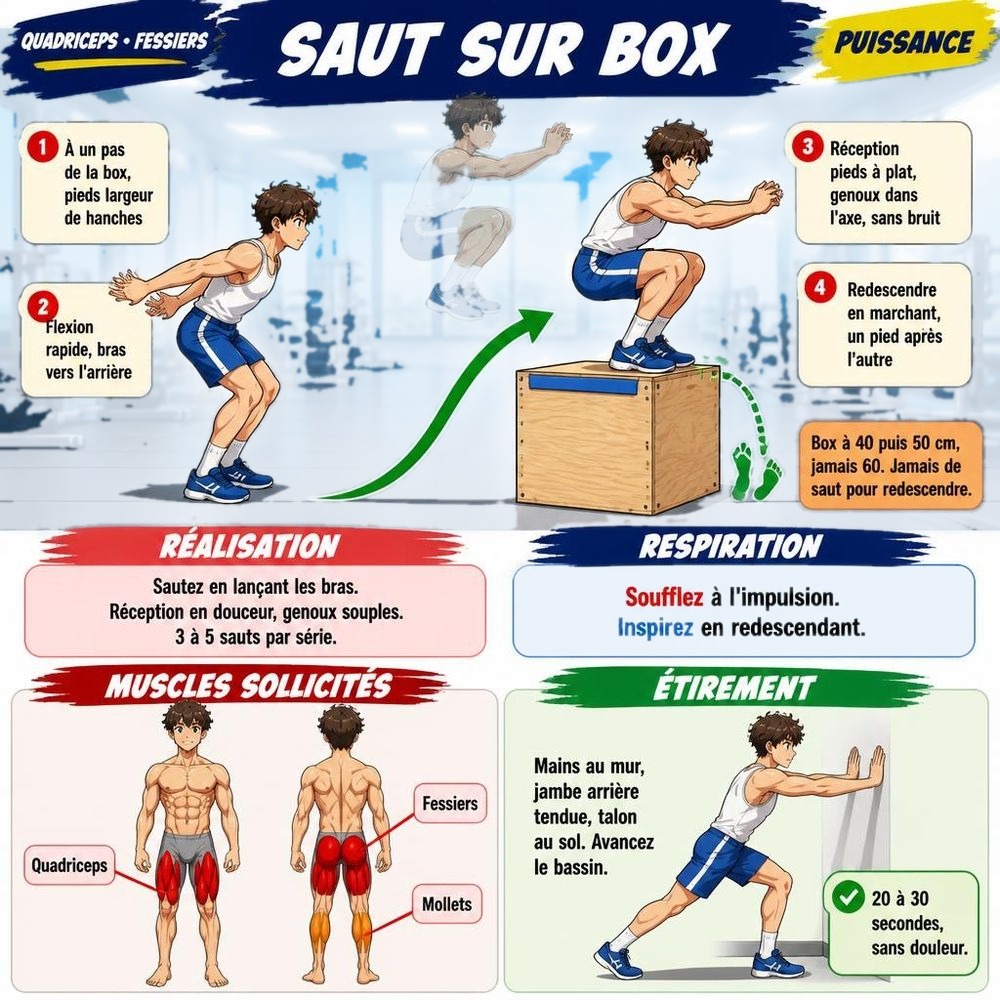 QUADRICEPS • FESSIERS
SAUT SUR BOX
PUISSANCE
1
À un pas
de la box,
pieds largeur
de hanches
2
Flexion
rapide, bras
vers l'arrière
3
Réception
pieds à plat,
genoux dans
l'axe, sans bruit
4
Redescendre
en marchant,
un pied après
l'autre
Box à 40 puis 50 cm,
jamais 60. Jamais de
saut pour redescendre.
RÉALISATION
Sautez en lançant les bras.
Réception en douceur, genoux souples.
3 à 5 sauts par série.
RESPIRATION
Soufflez à l'impulsion.
Inspirez en redescendant.
MUSCLES SOLLICITÉS
Quadriceps
Fessiers
Mollets
ÉTIREMENT
Mains au mur,
jambe arrière
tendue, talon
au sol. Avancez
le bassin.
20 à 30
secondes,
sans douleur.